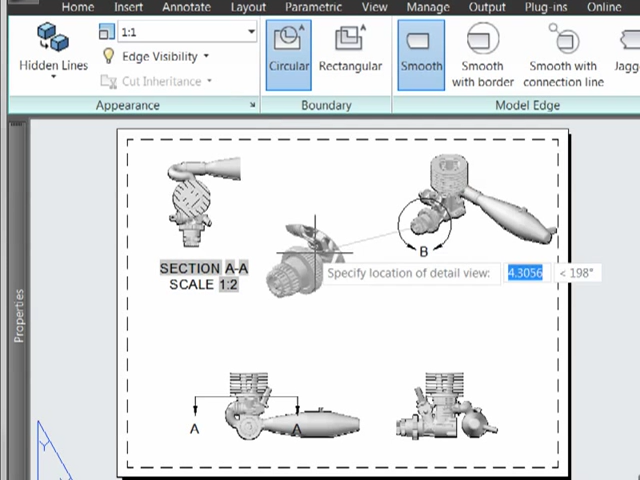 Home Insert Annotate Layout Parametric View Manage Output Plug-ins Online
1:1
Edge Visibility
Cut Inheritance
Hidden Lines
Circular
Rectangular
Smooth
Smooth
with border
Smooth with
connection line
Jagg
Appearance
Boundary
Model Edge
Properties
B
SECTION A-A
SCALE 1:2
Specify location of detail view: 4.3056 < 198°
A
A
Y